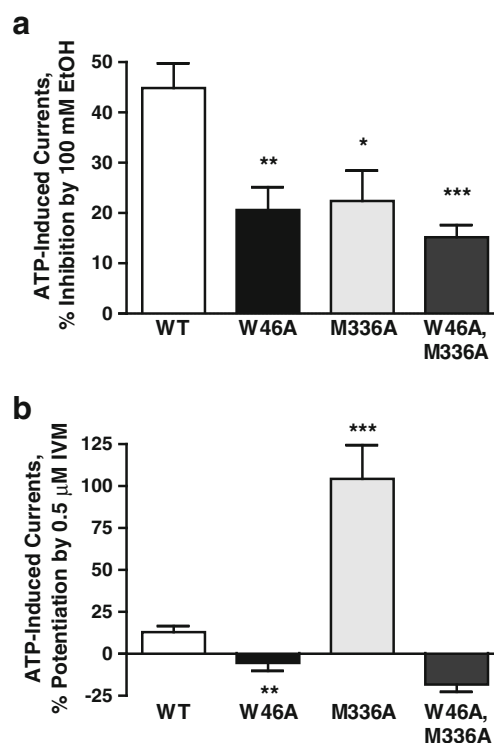 a
ATP-Induced Currents,
% Inhibition by 100 mM EtOH
50
40
30
20
10
0
**
*
***
WT W46A M336A W46A,
M336A
b
ATP-Induced Currents,
% Potentiation by 0.5 µM IVM
125
100
75
50
25
0
-25
***
**
WT W46A M336A W46A,
M336A